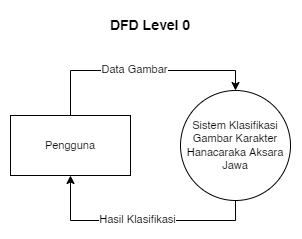 DFD Level 0
Data Gambar
Pengguna
Sistem Klasifikasi
Gambar Karakter
Hanacaraka Aksara
Jawa
Hasil Klasifikasi